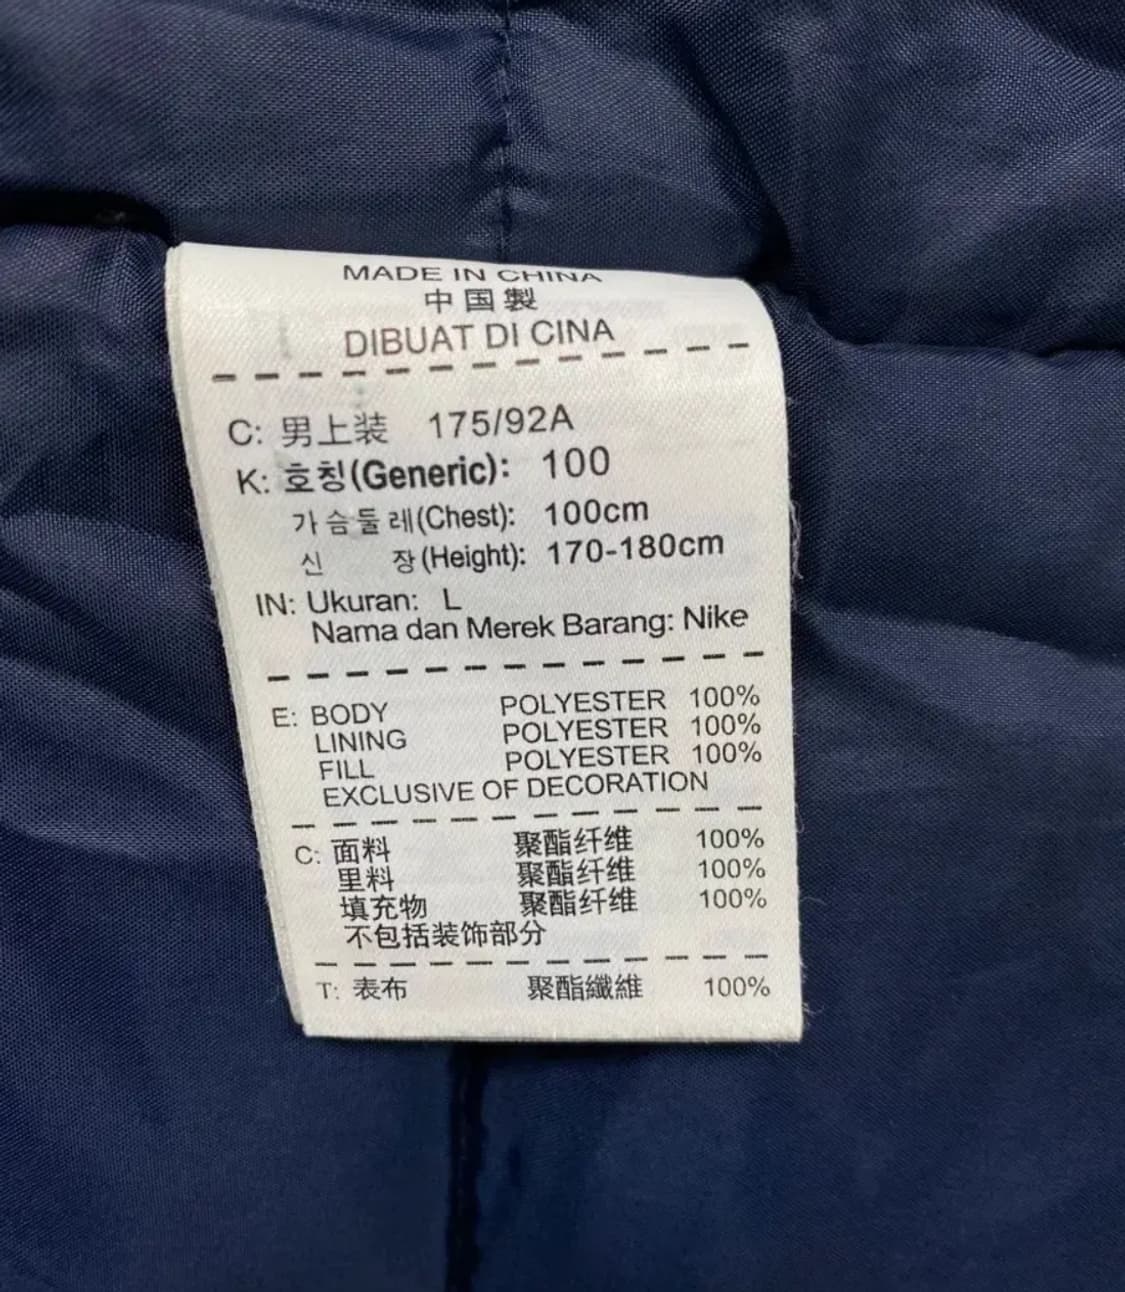 MADE IN CHINA
中国製
DIBUAT DI CINA
C: 男上装 175/92A
K: 호칭(Generic): 100
가슴둘레(Chest): 100cm
신 장(Height): 170-180cm
IN: Ukuran: L
Nama dan Merek Barang: Nike
E: BODY POLYESTER 100%
LINING POLYESTER 100%
FILL POLYESTER 100%
EXCLUSIVE OF DECORATION
C: 面料 聚酯纤维 100%
里料 聚酯纤维 100%
填充物 聚酯纤维 100%
不包括装饰部分
T: 表布 聚酯纖維 100%